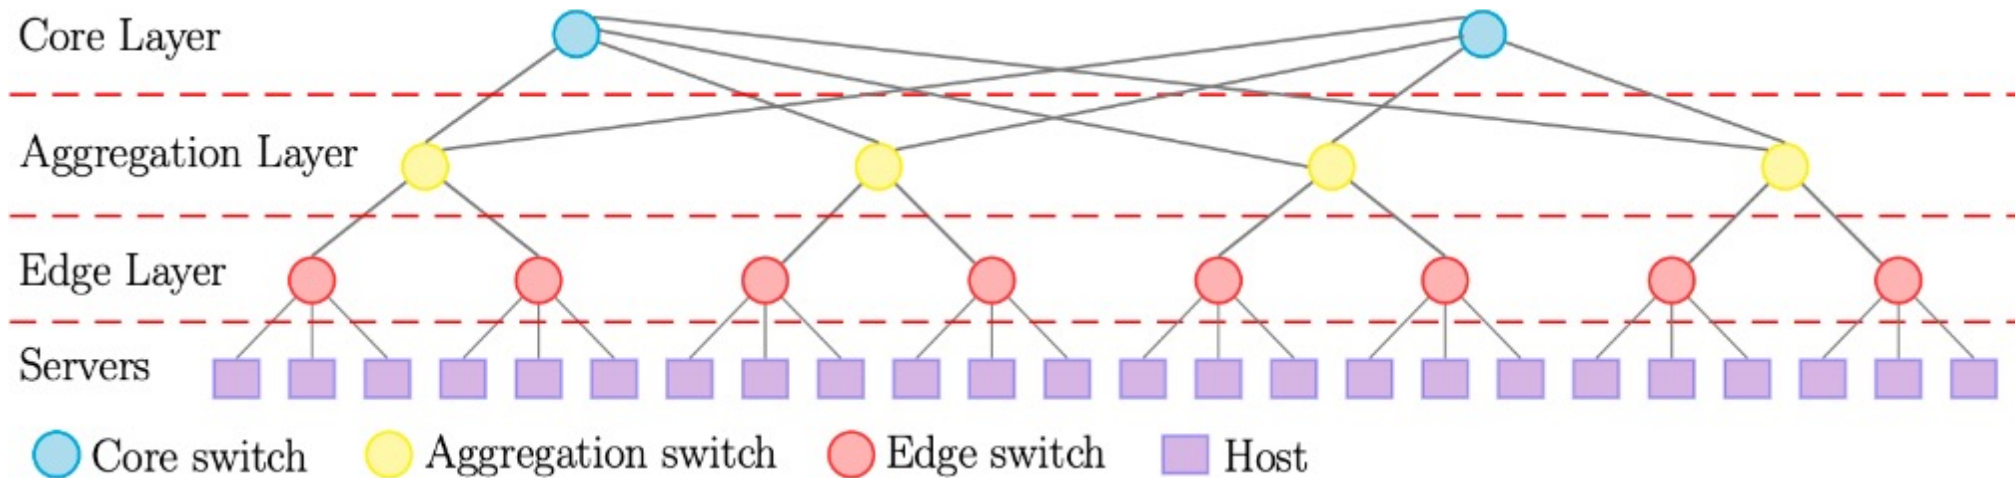 Core Layer
Aggregation Layer
Edge Layer
Servers
Core switch Aggregation switch Edge switch Host